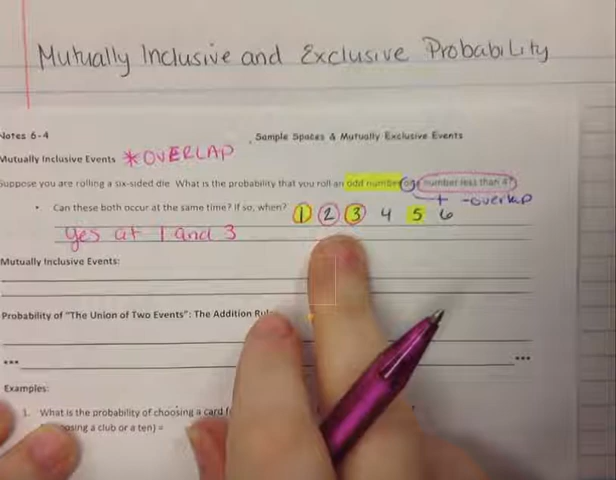 Mutually Inclusive and Exclusive Probability
Notes 6-4
Sample Spaces & Mutually Exclusive Events
Mutually Inclusive Events *OVERLAP
Suppose you are rolling a six-sided die. What is the probability that you roll an odd number or number less than 4?
+ -overlap
• Can these both occur at the same time? If so, when? 1 2 3 4 5 6
yes at 1 and 3
Mutually Inclusive Events:
Probability of "The Union of Two Events": The Addition
*** ***
Examples:
1. What is the probability of choosing a card
a club or a ten) =